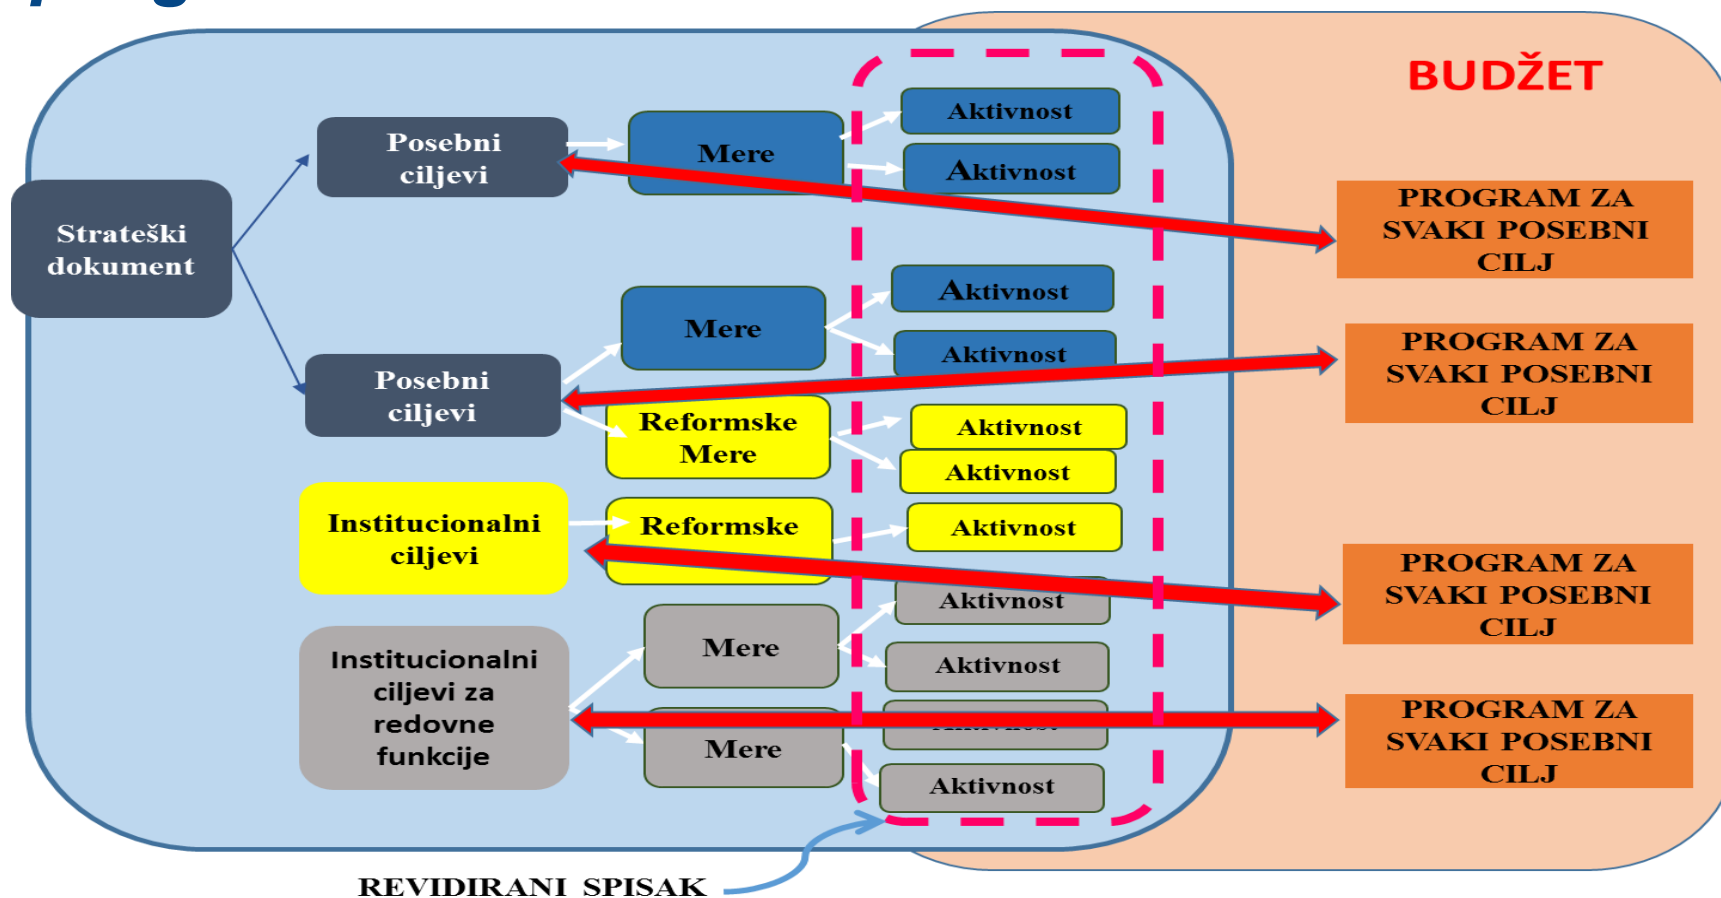 BUDŽET
Strateški
dokument
Posebni
ciljevi
Mere
Aktivnost
Aktivnost
PROGRAM ZA
SVAKI POSEBNI
CILJ
Posebni
ciljevi
Mere
Aktivnost
Aktivnost
PROGRAM ZA
SVAKI POSEBNI
CILJ
Reformske
Mere
Aktivnost
Aktivnost
Institucionalni
ciljevi
Reformske
Aktivnost
PROGRAM ZA
SVAKI POSEBNI
CILJ
Institucionalni
ciljevi za
redovne
funkcije
Mere
Aktivnost
Aktivnost
Mere
Aktivnost
Aktivnost
PROGRAM ZA
SVAKI POSEBNI
CILJ
REVIDIRANI SPISAK